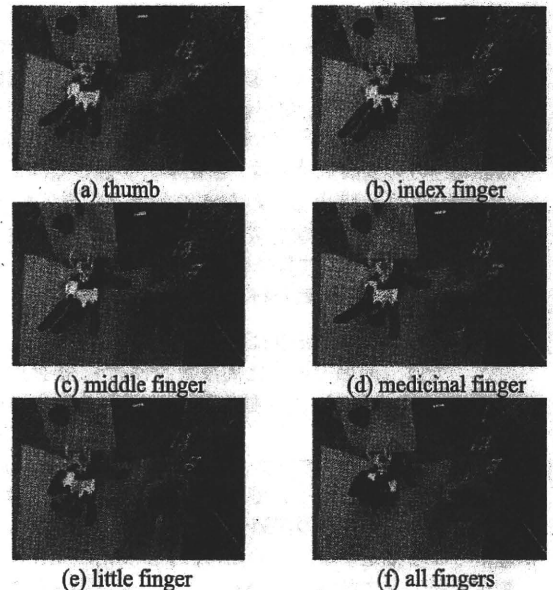 (a) thumb
(b) index finger
(c) middle finger
(d) medicinal finger
(e) little finger
(f) all fingers